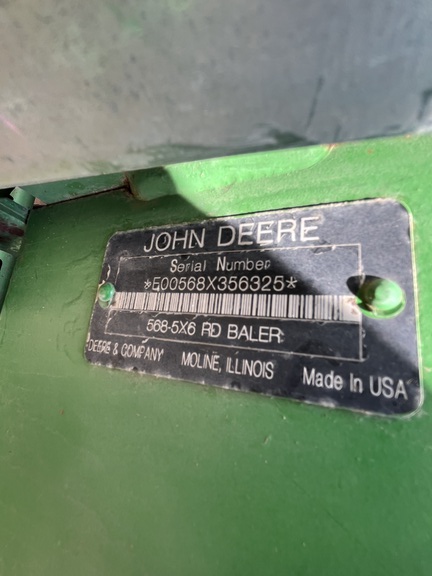 JOHN DEERE
Serial Number
*E00568X356325*
568-5X6 RD BALER
DEERE & COMPANY MOLINE, ILLINOIS Made In USA